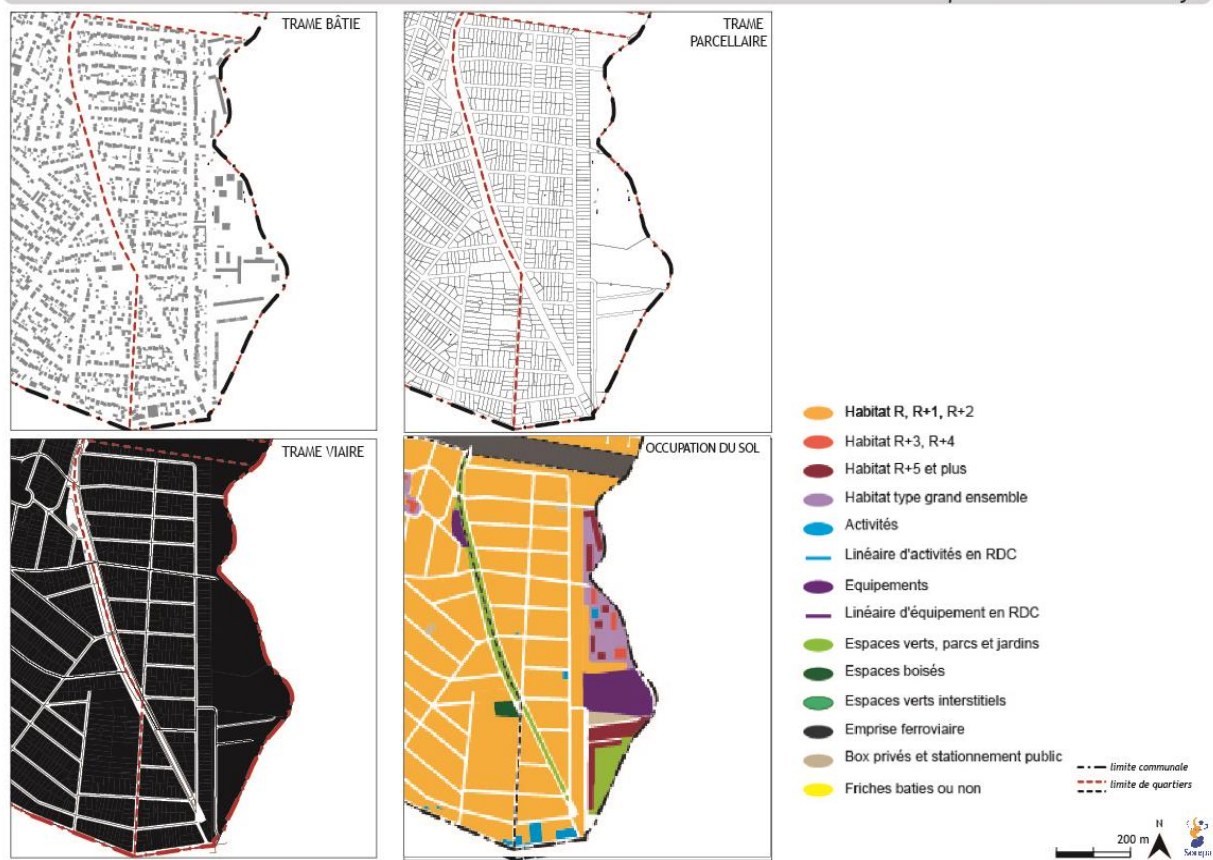 TRAME BÂTIE
TRAME
PARCELLAIRE
TRAME VIAIRE
OCCUPATION DU SOL
Habitat R, R+1, R+2
Habitat R+3, R+4
Habitat R+5 et plus
Habitat type grand ensemble
Activités
Linéaire d'activités en RDC
Equipements
Linéaire d'équipement en RDC
Espaces verts, parcs et jardins
Espaces boisés
Espaces verts interstitiels
Emprise ferroviaire
Box privés et stationnement public
Friches baties ou non
limite communale
limite de quartiers
200 m
N